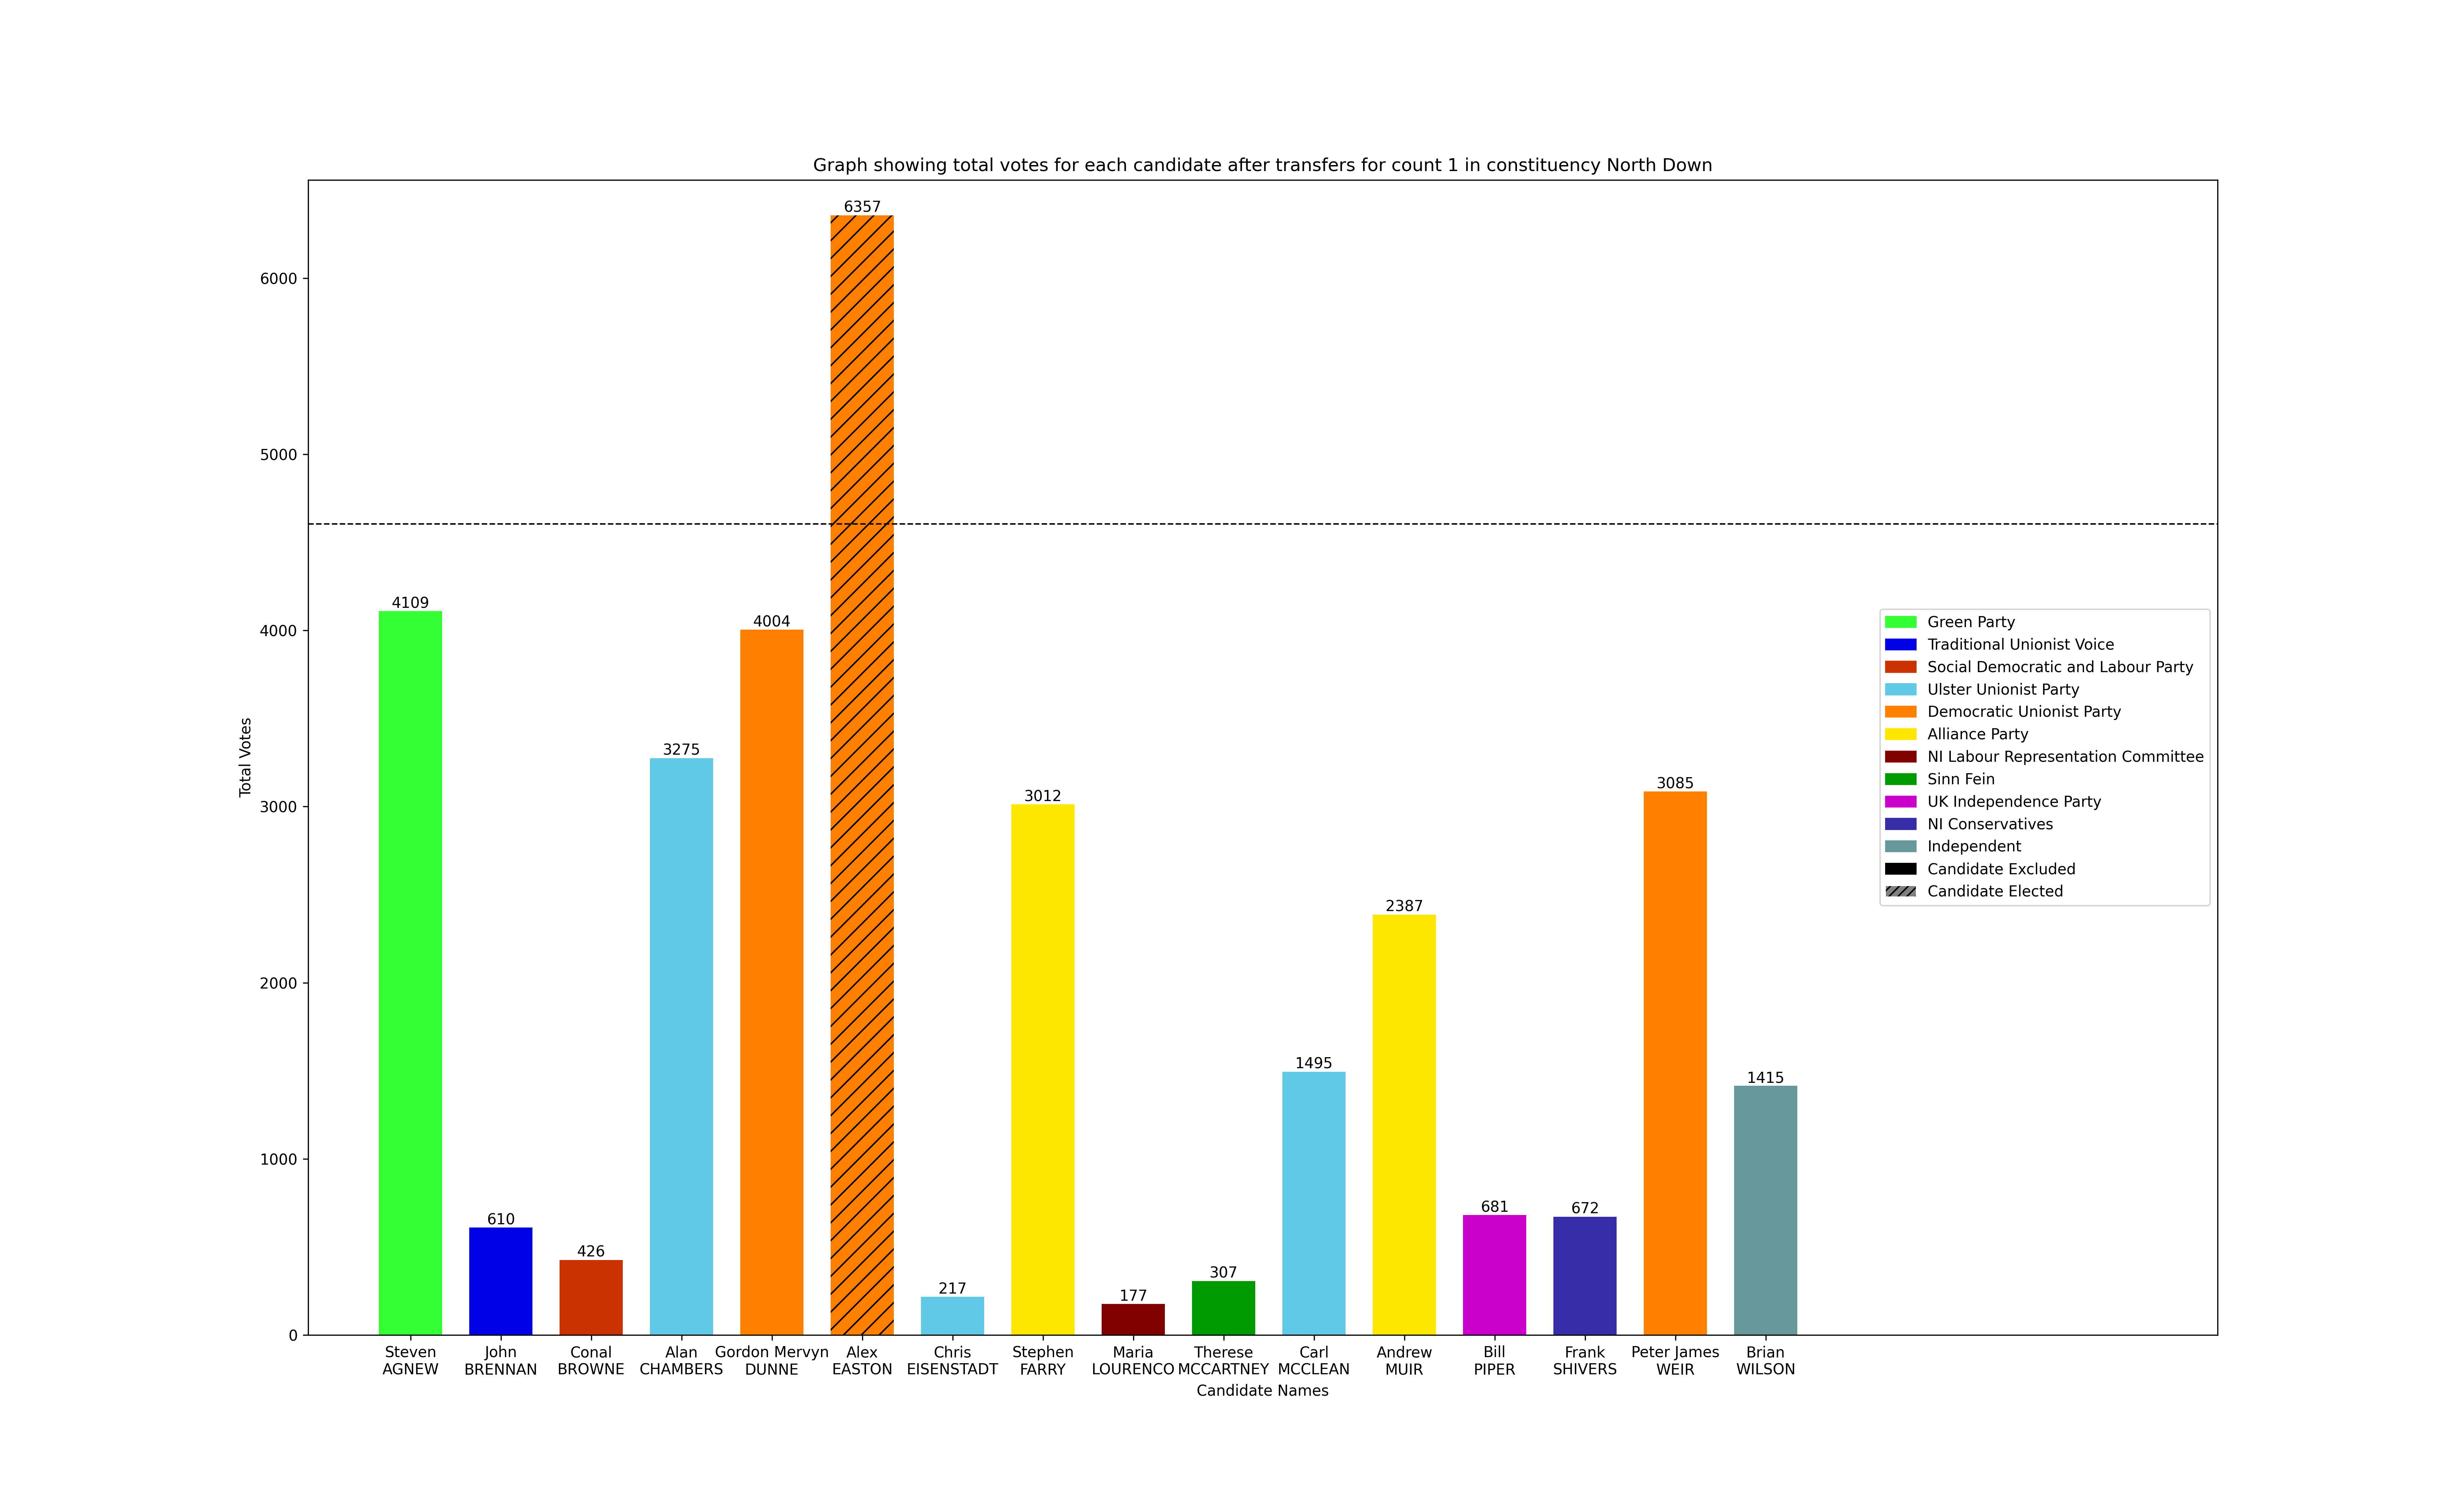 Graph showing total votes for each candidate after transfers for count 1 in constituency North Down
Total Votes
6000
5000
4000
3000
2000
1000
0
4109
610
426
3275
4004
6357
217
3012
177
307
1495
2387
681
672
3085
1415
Green Party
Traditional Unionist Voice
Social Democratic and Labour Party
Ulster Unionist Party
Democratic Unionist Party
Alliance Party
NI Labour Representation Committee
Sinn Fein
UK Independence Party
NI Conservatives
Independent
Candidate Excluded
Candidate Elected
Steven
AGNEW
John
BRENNAN
Conal
BROWNE
Alan
CHAMBERS
Gordon Mervyn
DUNNE
Alex
EASTON
Chris
EISENSTADT
Stephen
FARRY
Maria
LOURENCO
Therese
MCCARTNEY
Carl
MCCLEAN
Andrew
MUIR
Bill
PIPER
Frank
SHIVERS
Peter James
WEIR
Brian
WILSON
Candidate Names